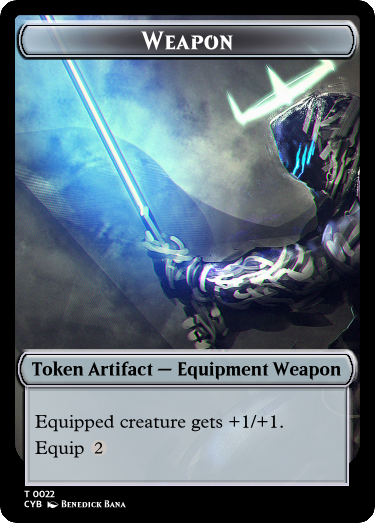 Weapon
Token Artifact — Equipment Weapon
Equipped creature gets +1/+1.
Equip 2
T 0022
CYB Benedick Bana